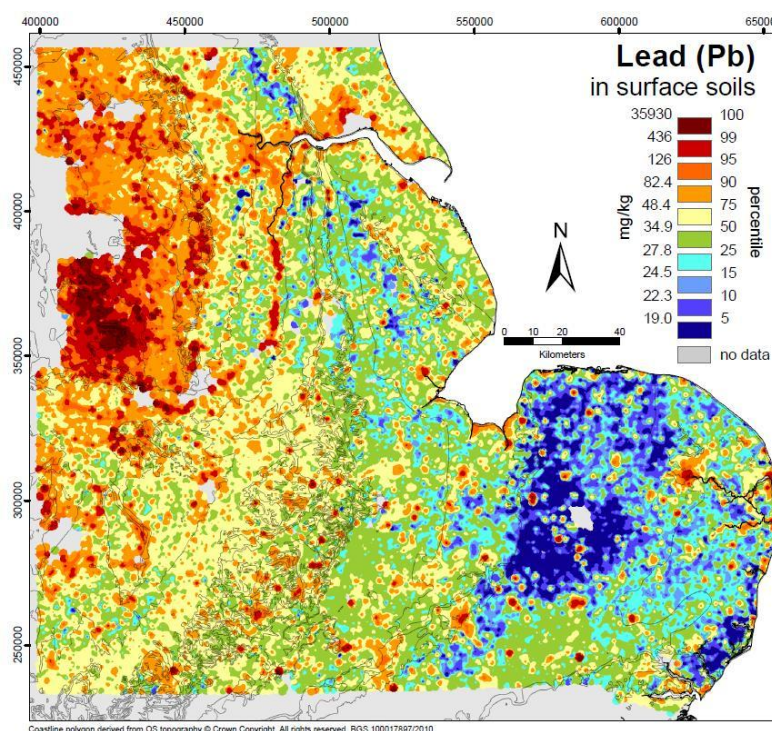 400000 450000 500000 550000 600000 650000
Lead (Pb)
in surface soils
35930 100
436 99
126 95
82.4 90
48.4 75
34.9 50
27.8 25
24.5 15
22.3 10
19.0 5
no data
mg/kg
percentile
N
0 10 20 40
Kilometers
450000
400000
350000
300000
250000
Coastline polygon derived from OS topography © Crown Copyright. All rights reserved. BGS 100017897/2010